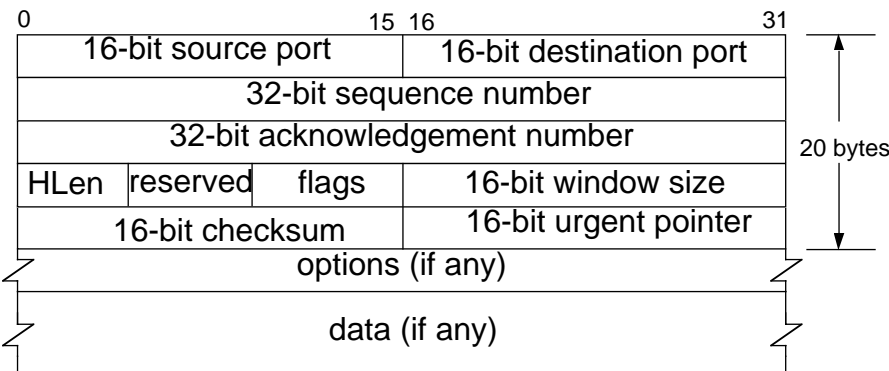 0 15 16 31
16-bit source port 16-bit destination port
32-bit sequence number
32-bit acknowledgement number
20 bytes
HLen reserved flags 16-bit window size
16-bit checksum 16-bit urgent pointer
options (if any)
data (if any)